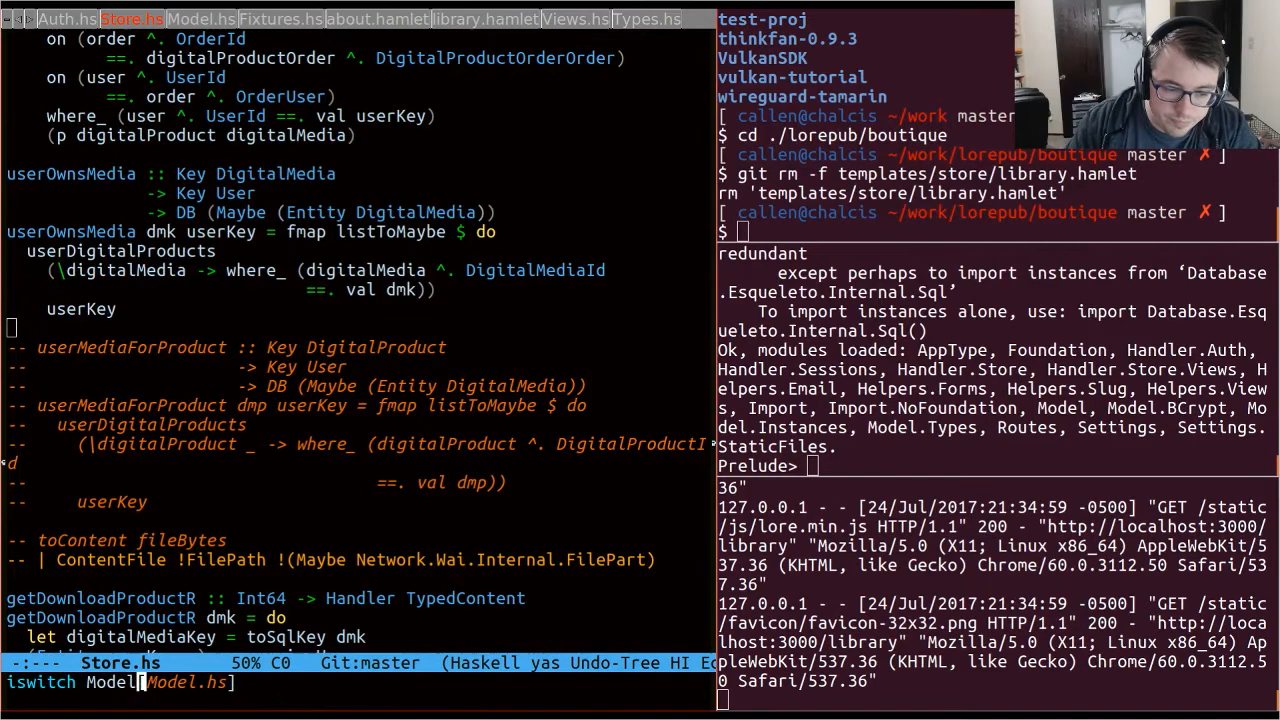 Auth.hs Store.hs Model.hs Fixtures.hs about.hamlet library.hamlet Views.hs Types.hs
on (order ^. OrderId
==. digitalProductOrder ^. DigitalProductOrderOrder)
on (user ^. UserId
==. order ^. OrderUser)
where_ (user ^. UserId ==. val userKey)
(p digitalProduct digitalMedia)
userOwnsMedia :: Key DigitalMedia
-> Key User
-> DB (Maybe (Entity DigitalMedia))
userOwnsMedia dmk userKey = fmap listToMaybe $ do
userDigitalProducts
(\digitalMedia -> where_ (digitalMedia ^. DigitalMediaId
==. val dmk))
userKey
-- userMediaForProduct :: Key DigitalProduct
-- -> Key User
-- -> DB (Maybe (Entity DigitalMedia))
-- userMediaForProduct dmp userKey = fmap listToMaybe $ do
-- userDigitalProducts
-- (\digitalProduct _ -> where_ (digitalProduct ^. DigitalProductI
d
-- ==. val dmp))
-- userKey
-- toContent fileBytes
-- | ContentFile !FilePath !(Maybe Network.Wai.Internal.FilePart)
getDownloadProductR :: Int64 -> Handler TypedContent
getDownloadProductR dmk = do
let digitalMediaKey = toSqlKey dmk
-:--- Store.hs 50% C0 Git:master (Haskell yas Undo-Tree HI Ed
iswitch Model[Model.hs]
test-proj
thinkfan-0.9.3
VulkanSDK
vulkan-tutorial
wireguard-tamarin
[ callen@chalcis ~/work master
$ cd ./lorepub/boutique
[ callen@chalcis ~/work/lorepub/boutique master ✗ ]
$ git rm -f templates/store/library.hamlet
rm 'templates/store/library.hamlet'
[ callen@chalcis ~/work/lorepub/boutique master ✗ ]
$
redundant
except perhaps to import instances from ‘Database
.Esqueleto.Internal.Sql’
To import instances alone, use: import Database.Esq
ueleto.Internal.Sql()
Ok, modules loaded: AppType, Foundation, Handler.Auth,
Handler.Sessions, Handler.Store, Handler.Store.Views, H
elpers.Email, Helpers.Forms, Helpers.Slug, Helpers.View
s, Import, Import.NoFoundation, Model, Model.BCrypt, Mo
del.Instances, Model.Types, Routes, Settings, Settings.
StaticFiles.
Prelude>
36"
127.0.0.1 - - [24/Jul/2017:21:34:59 -0500] "GET /static
/js/lore.min.js HTTP/1.1" 200 - "http://localhost:3000/
library" "Mozilla/5.0 (X11; Linux x86_64) AppleWebKit/5
37.36 (KHTML, like Gecko) Chrome/60.0.3112.50 Safari/53
7.36"
127.0.0.1 - - [24/Jul/2017:21:34:59 -0500] "GET /static
/favicon/favicon-32x32.png HTTP/1.1" 200 - "http://loca
lhost:3000/library" "Mozilla/5.0 (X11; Linux x86_64) Ap
pleWebKit/537.36 (KHTML, like Gecko) Chrome/60.0.3112.5
0 Safari/537.36"